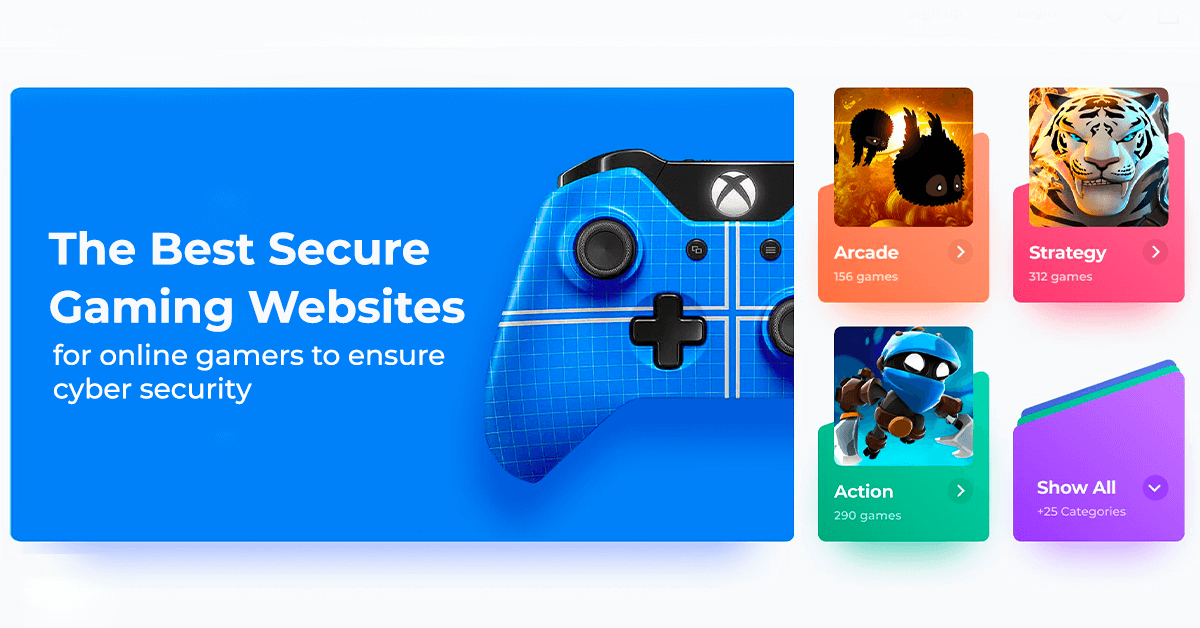 The Best Secure
Gaming Websites
for online gamers to ensure
cyber security
Arcade
156 games
Strategy
312 games
Action
290 games
Show All
+25 Categories